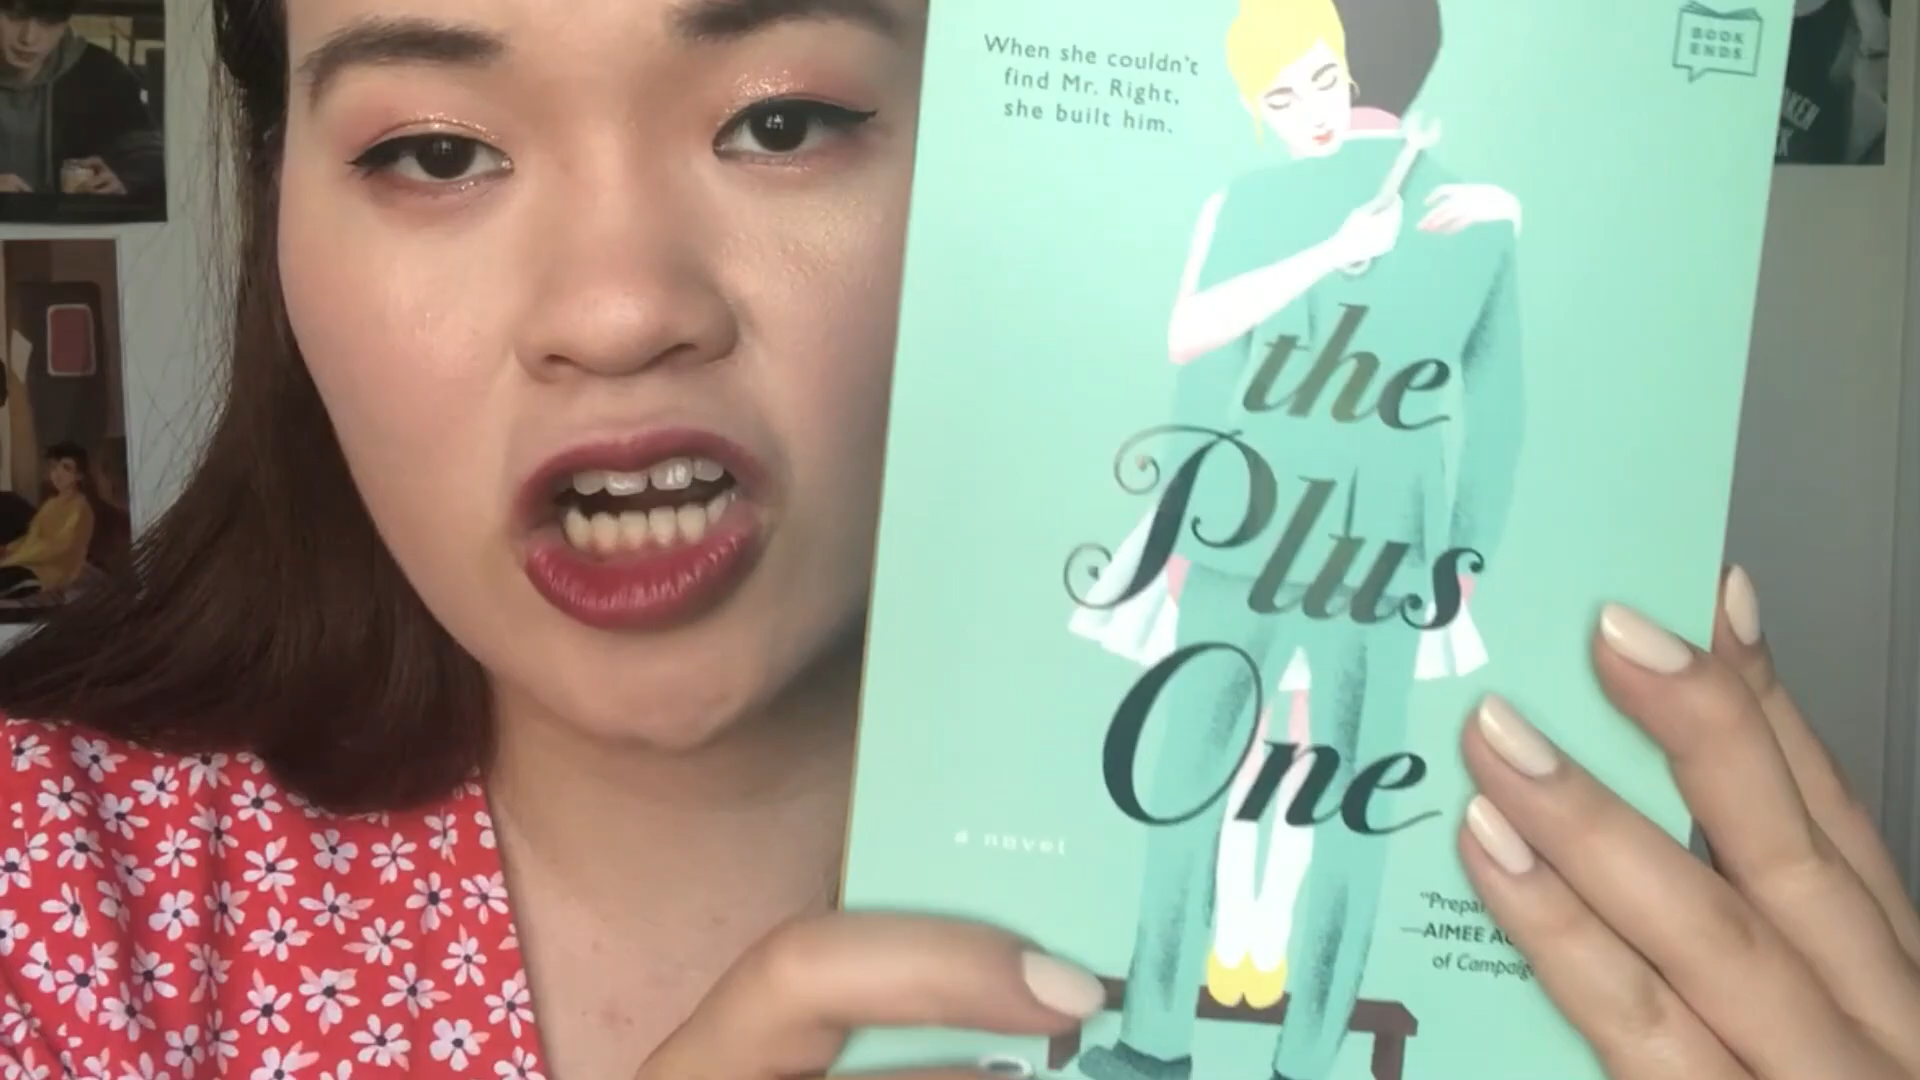 When she couldn't
find Mr. Right,
she built him.
BOOK
ENDS
the
Plus
One
a novel
—AIMEE
of